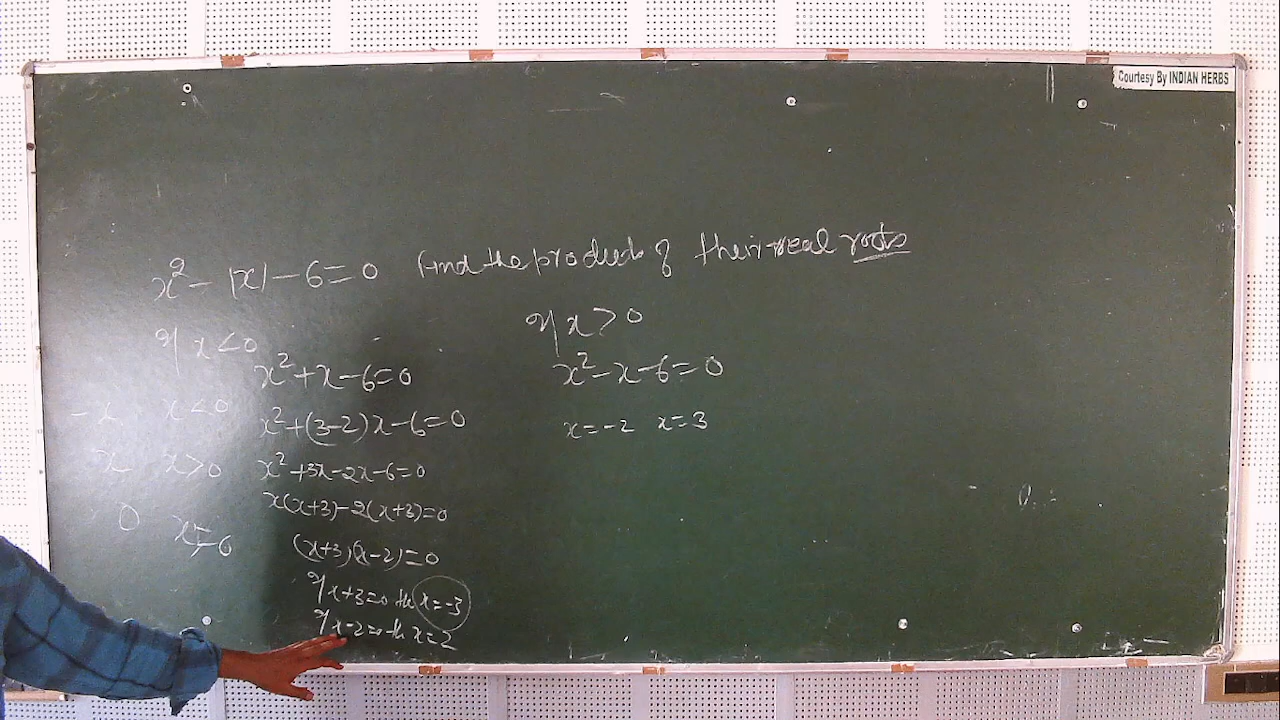 Courtesy By INDIAN HERBS
x² - |x| - 6 = 0 Find the product of their real roots
If x < 0
x² + x - 6 = 0
-x x < 0
x² + (3-2)x - 6 = 0
x x > 0
x² + 3x - 2x - 6 = 0
x(x+3) - 2(x+3) = 0
0 x = 0
(x+3)(x-2) = 0
If x+3 = 0 the x = -3
If x-2 = 0 th x = 2
If x > 0
x² - x - 6 = 0
x = -2 x = 3